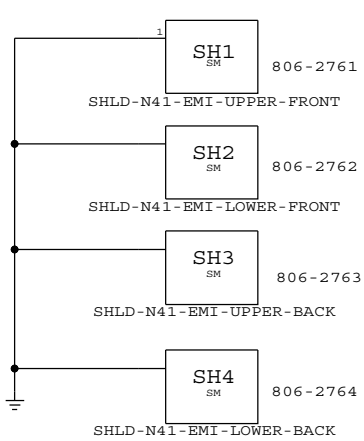 1
SH1
SM
806-2761
SHLD-N41-EMI-UPPER-FRONT
SH2
SM
806-2762
SHLD-N41-EMI-LOWER-FRONT
SH3
SM
806-2763
SHLD-N41-EMI-UPPER-BACK
SH4
SM
806-2764
SHLD-N41-EMI-LOWER-BACK